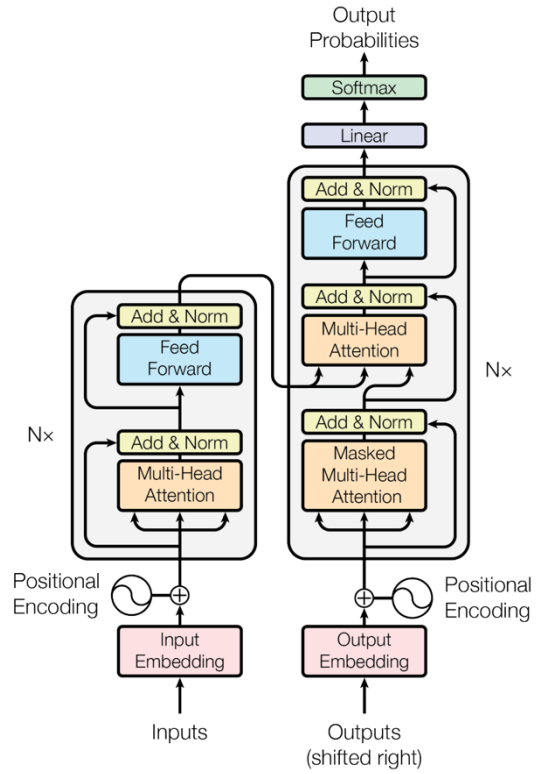 Output
Probabilities
Softmax
Linear
Add & Norm
Feed
Forward
Add & Norm
Multi-Head
Attention
Add & Norm
Masked
Multi-Head
Attention
N×
Add & Norm
Feed
Forward
Add & Norm
Multi-Head
Attention
N×
Positional
Encoding
Positional
Encoding
Input
Embedding
Output
Embedding
Inputs
Outputs
(shifted right)